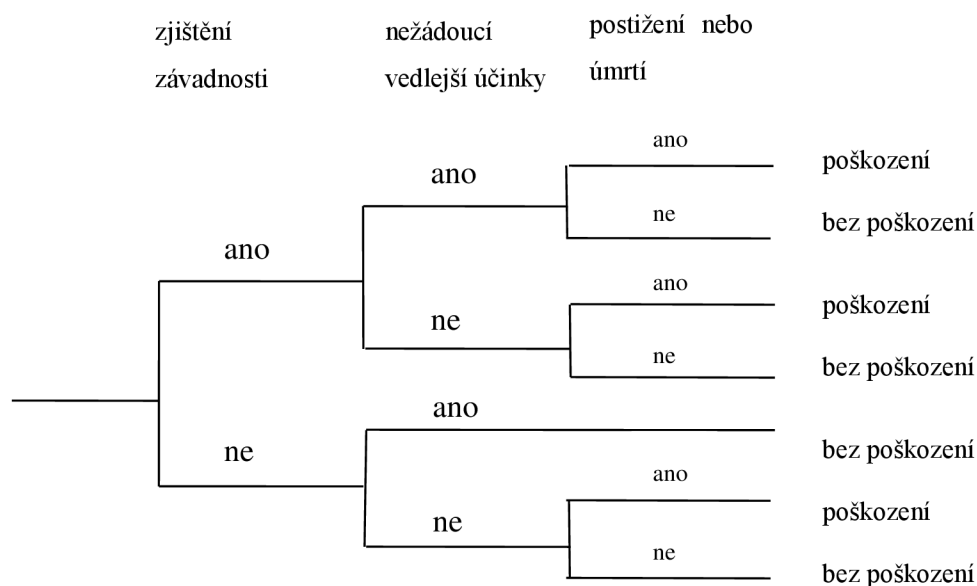 zjištění
závadnosti
nežádoucí
vedlejší účinky
postižení nebo
úmrtí
ano
poškození
ano
ne
bez poškození
ano
ano
poškození
ne
ne
bez poškození
ano
bez poškození
ne
ano
poškození
ne
ne
bez poškození